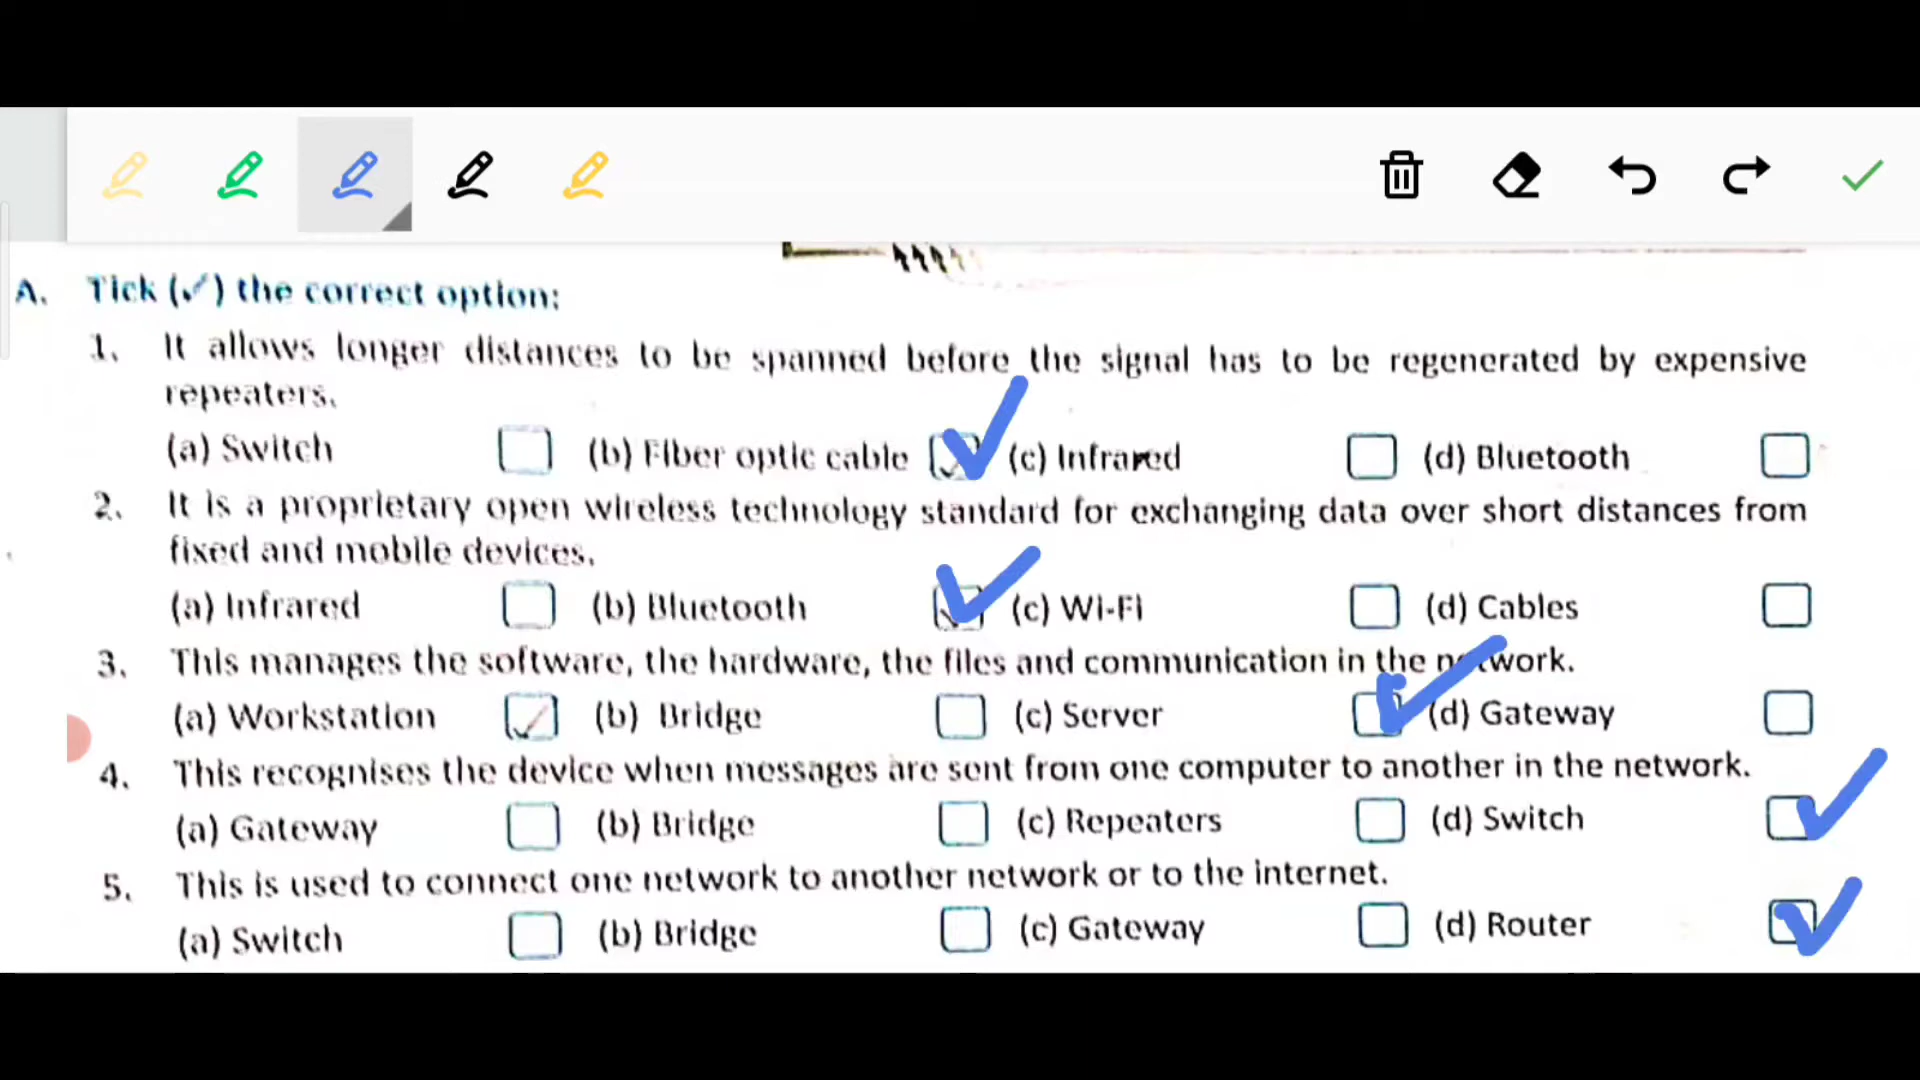 A. Tick (✓) the correct option:
1. It allows longer distances to be spanned before the signal has to be regenerated by expensive
repeaters.
(a) Switch (b) Fiber optic cable (c) Infrared (d) Bluetooth
2. It is a proprietary open wireless technology standard for exchanging data over short distances from
fixed and mobile devices.
(a) Infrared (b) Bluetooth (c) Wi-Fi (d) Cables
3. This manages the software, the hardware, the files and communication in the network.
(a) Workstation (b) Bridge (c) Server (d) Gateway
4. This recognises the device when messages are sent from one computer to another in the network.
(a) Gateway (b) Bridge (c) Repeaters (d) Switch
5. This is used to connect one network to another network or to the internet.
(a) Switch (b) Bridge (c) Gateway (d) Router